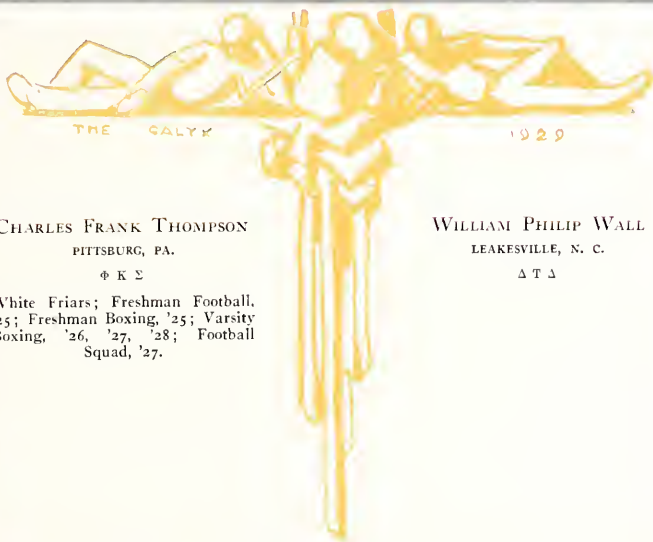 THE CALYX 1929
CHARLES FRANK THOMPSON
PITTSBURG, PA.
Φ Κ Σ
White Friars; Freshman Football,
'25; Freshman Boxing, '25; Varsity
Boxing, '26, '27, '28; Football
Squad, '27.
WILLIAM PHILIP WALL
LEAKESVILLE, N. C.
Δ Τ Δ